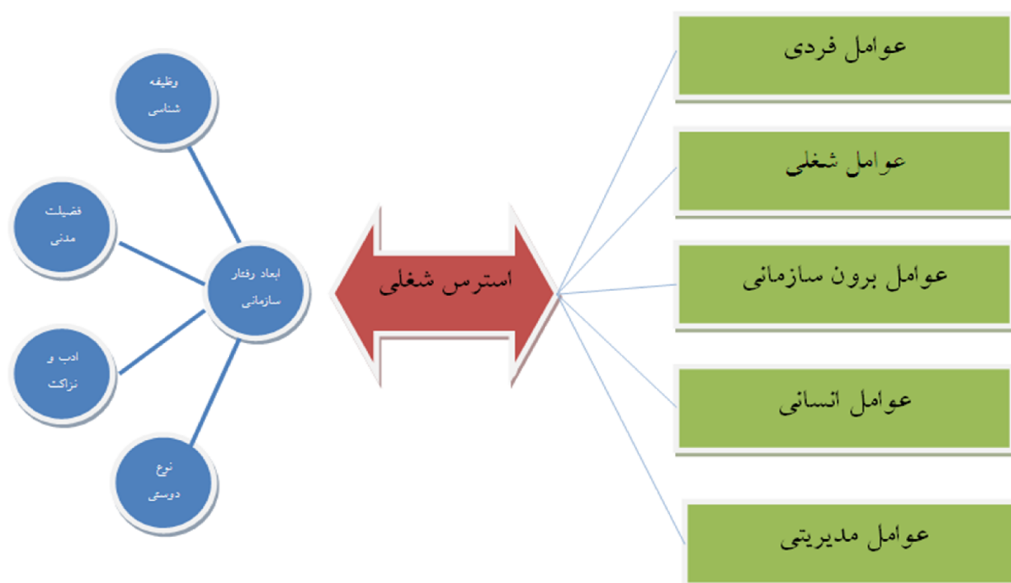 عوامل فردی
عوامل شغلی
عوامل برون سازمانی
عوامل انسانی
عوامل مدیریتی
استرس شغلی
ابعاد رفتار
سازمانی
وظیفه
شناسی
فضیلت
مدنی
ادب و
نزاکت
نوع
دوستی